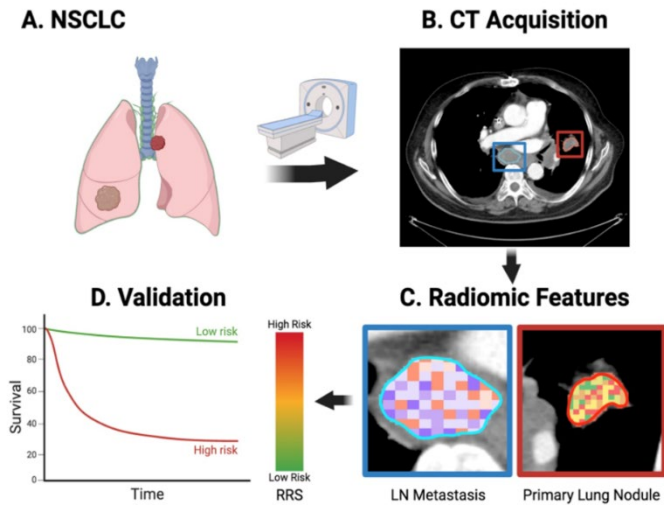 A. NSCLC
B. CT Acquisition
D. Validation
C. Radiomic Features
Survival
100
80
60
40
20
0
Low risk
High risk
Time
High Risk
Low Risk
RRS
LN Metastasis
Primary Lung Nodule